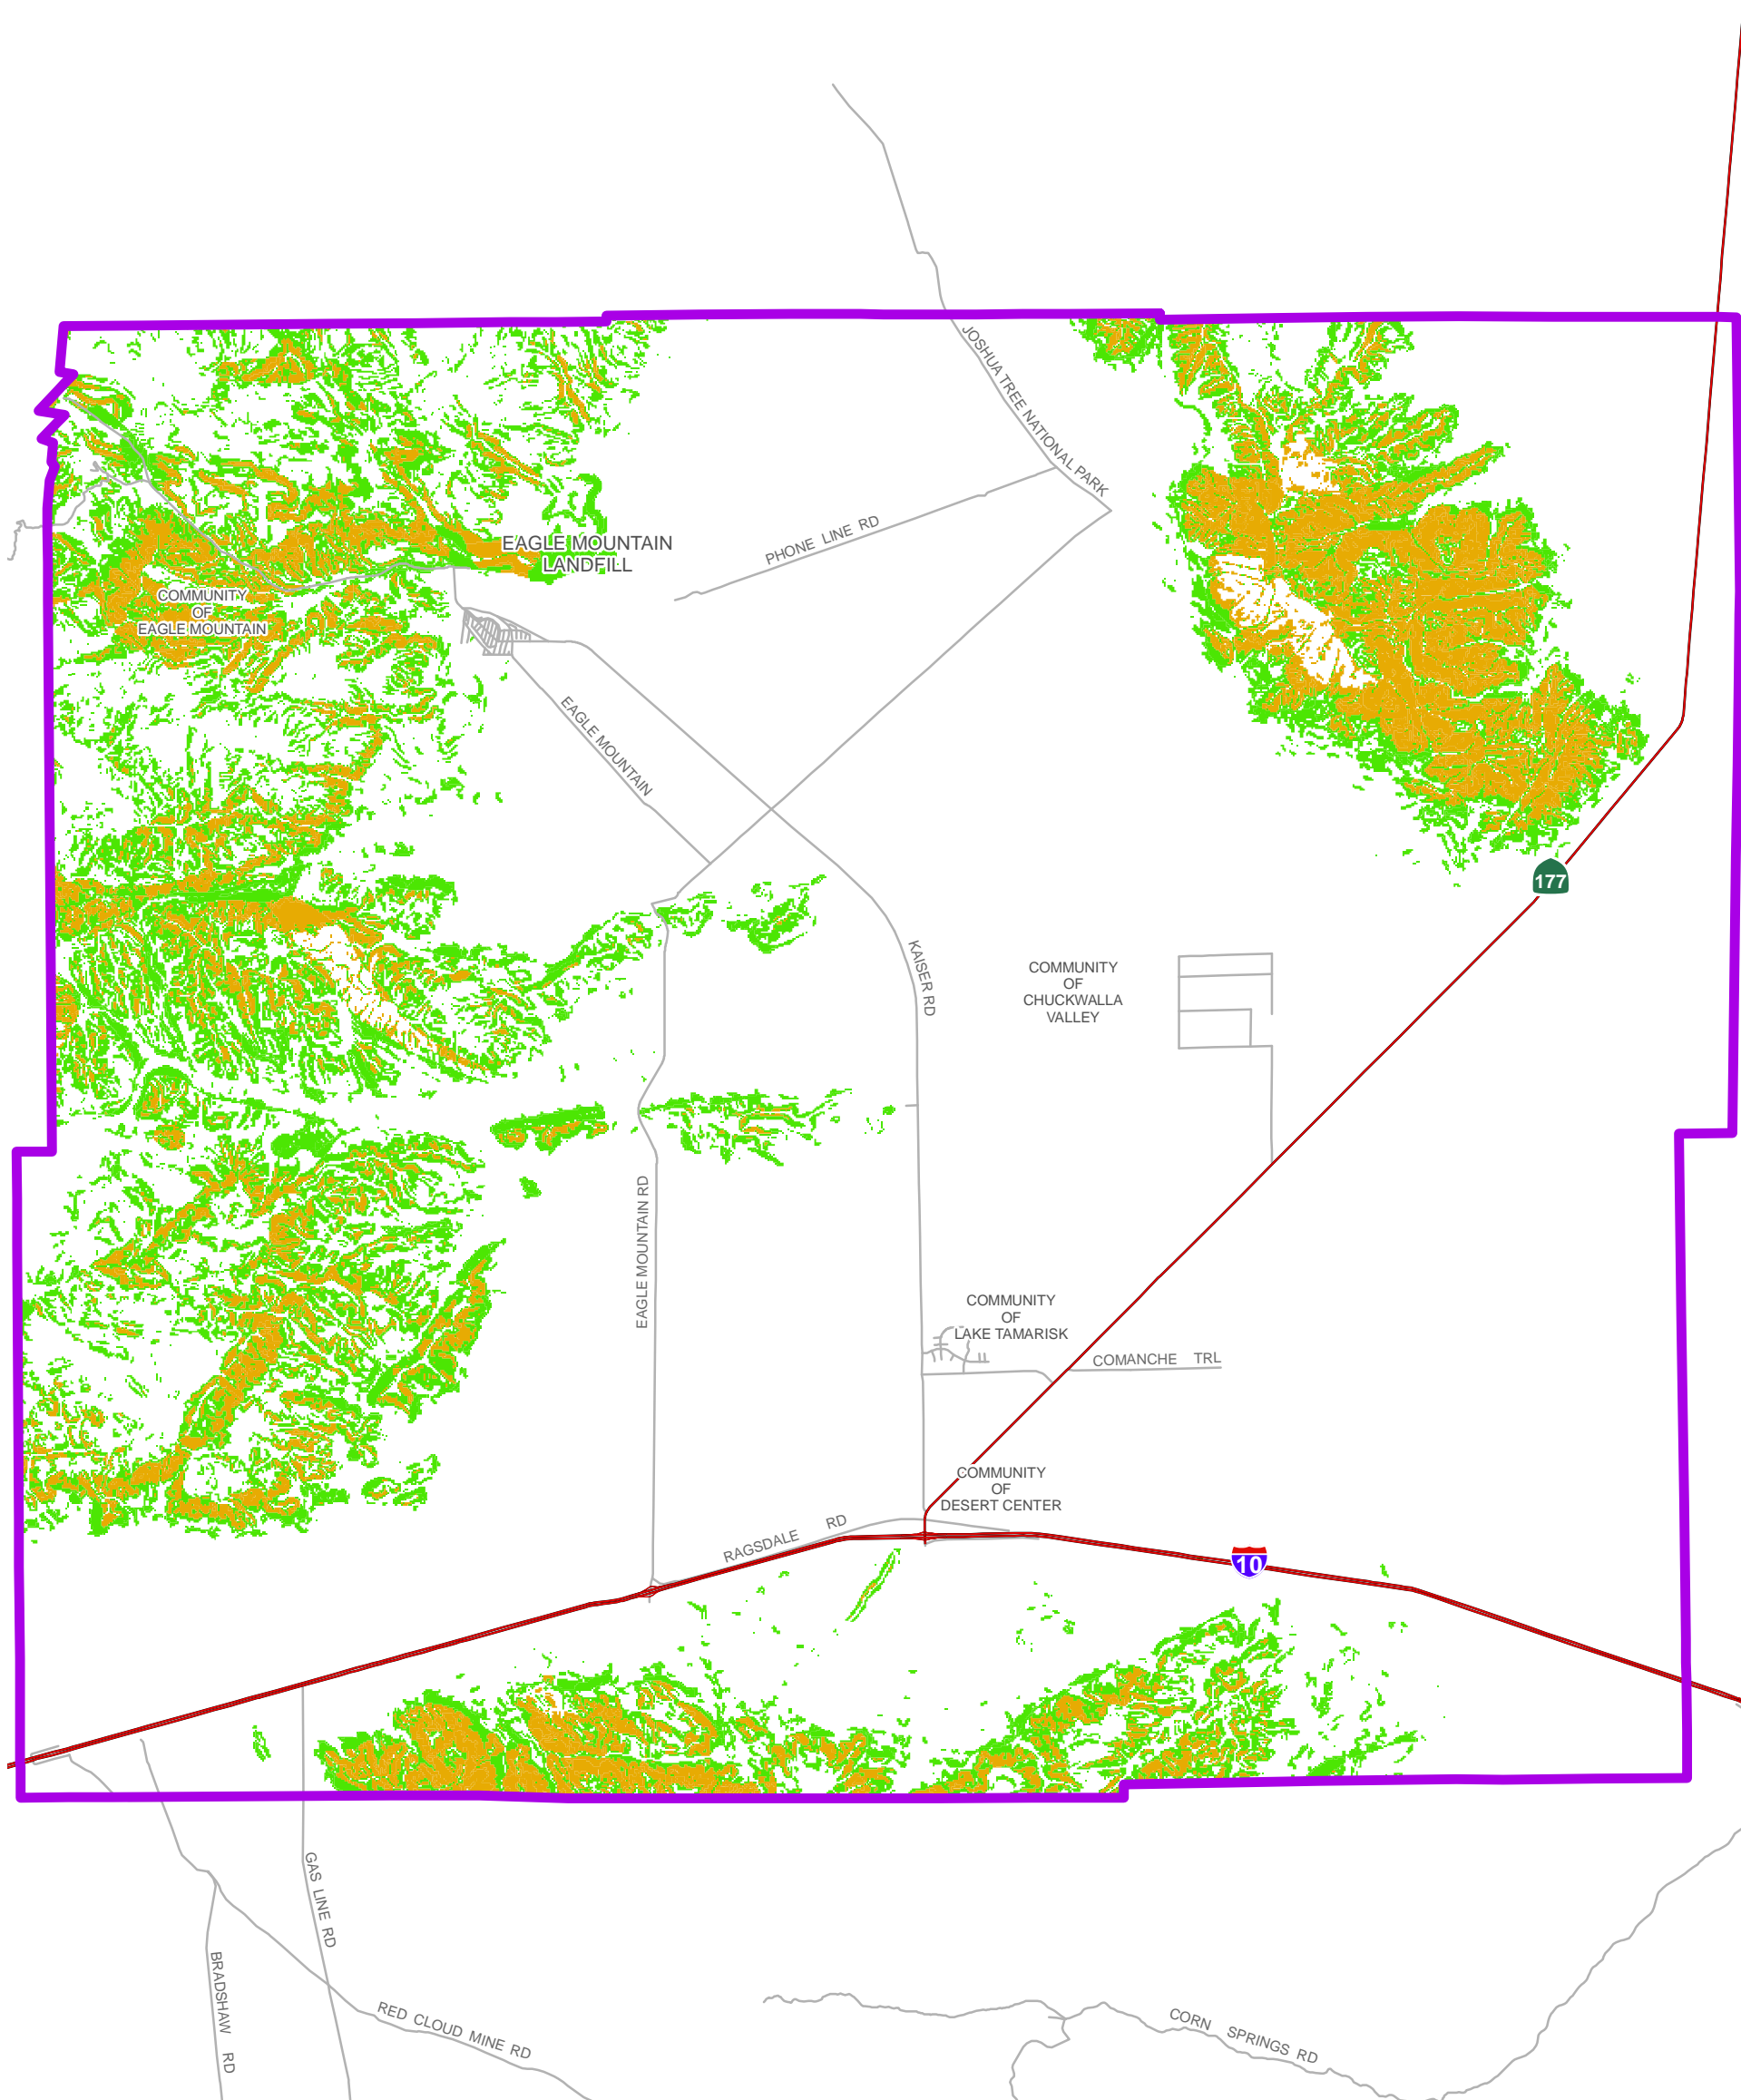 JOSHUA TREE NATIONAL PARK
PHONE LINE RD
EAGLE MOUNTAIN
LANDFILL
COMMUNITY
OF
EAGLE MOUNTAIN
EAGLE MOUNTAIN
177
KAISER RD
COMMUNITY
OF
CHUCKWALLA
VALLEY
EAGLE MOUNTAIN RD
COMMUNITY
OF
LAKE TAMARISK
COMANCHE TRL
COMMUNITY
OF
DESERT CENTER
RAGSDALE RD
10
GAS LINE RD
BRADSHAW RD
RED CLOUD MINE RD
CORN SPRINGS RD